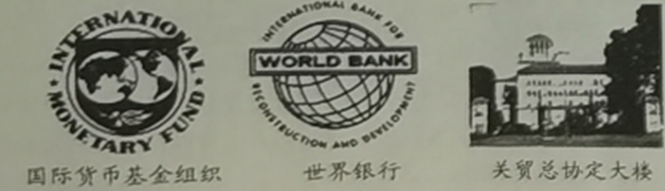 INTERNATIONAL
MONETARY FUND
国际货币基金组织
INTERNATIONAL BANK FOR
WORLD BANK
RECONSTRUCTION AND DEVELOPMENT
世界银行
关贸总协定大楼